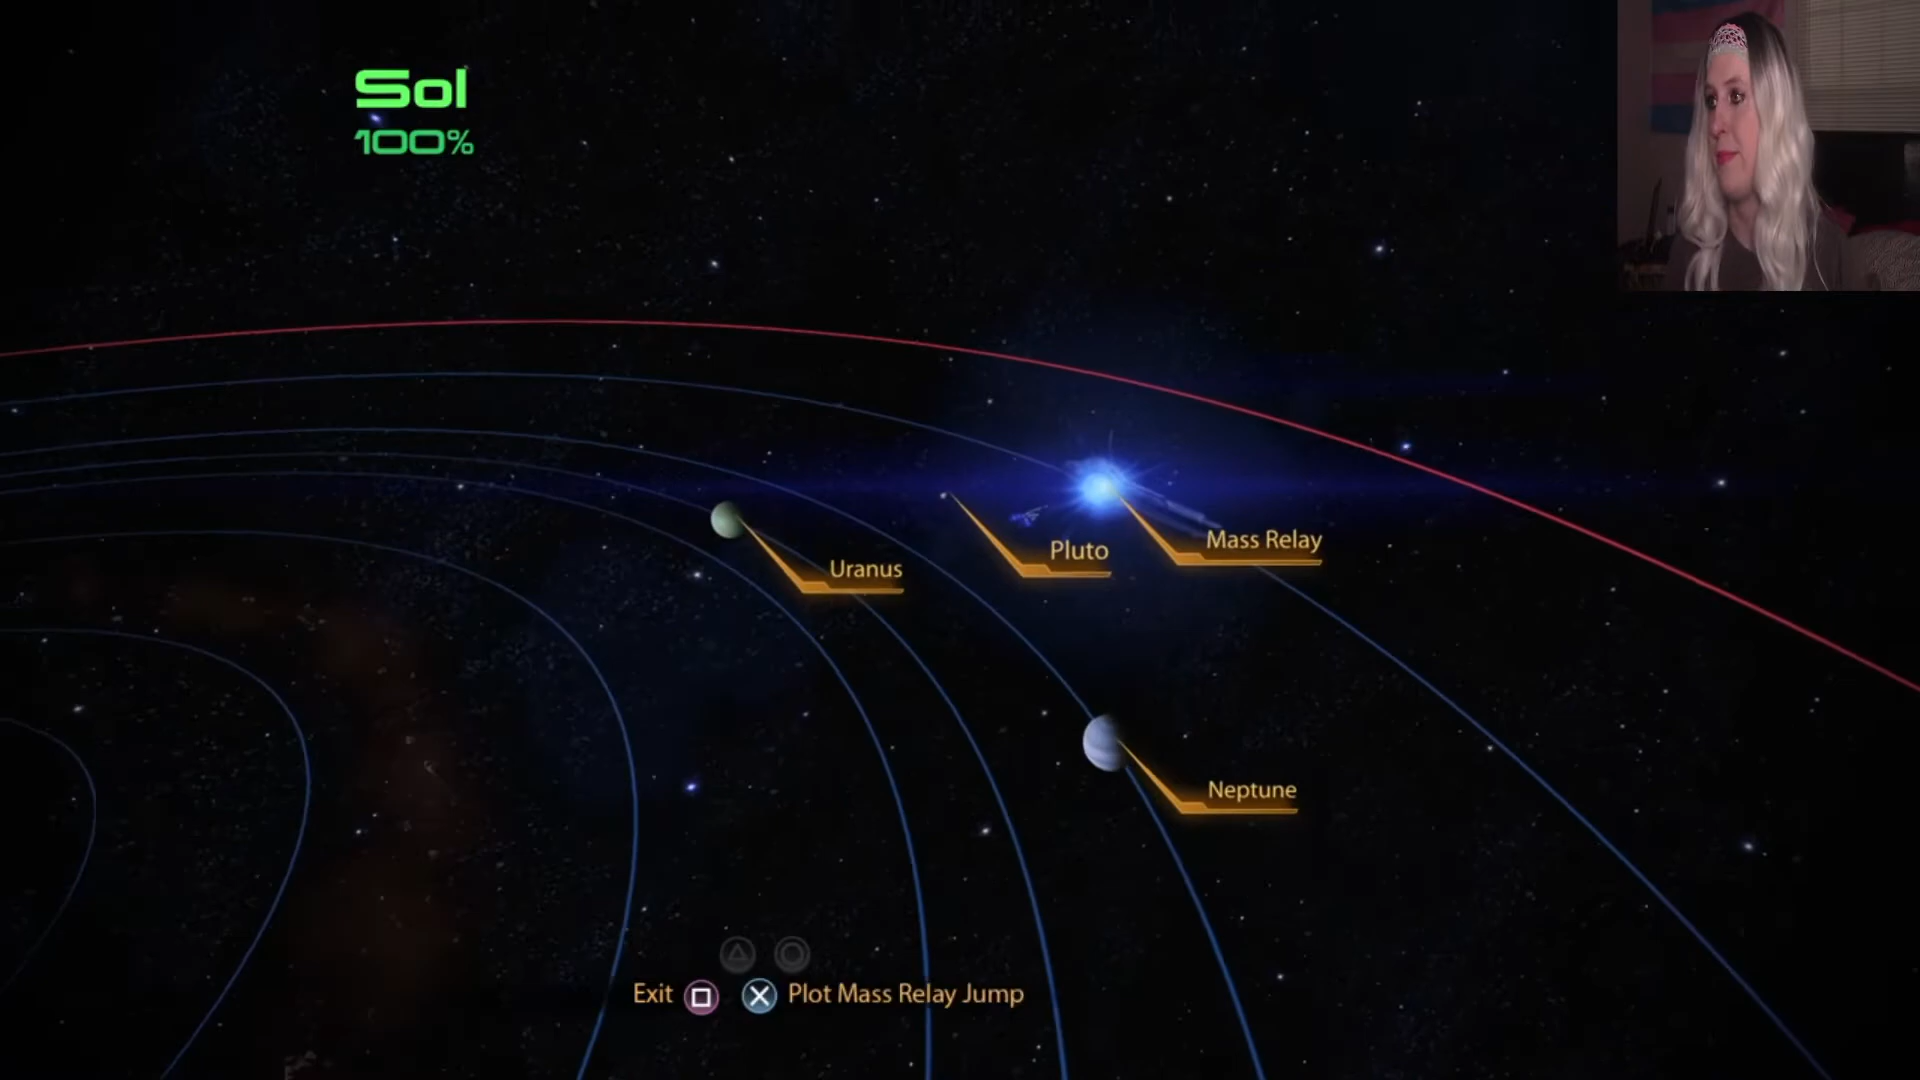 Sol
100%
Mass Relay
Pluto
Uranus
Neptune
Exit
Plot Mass Relay Jump